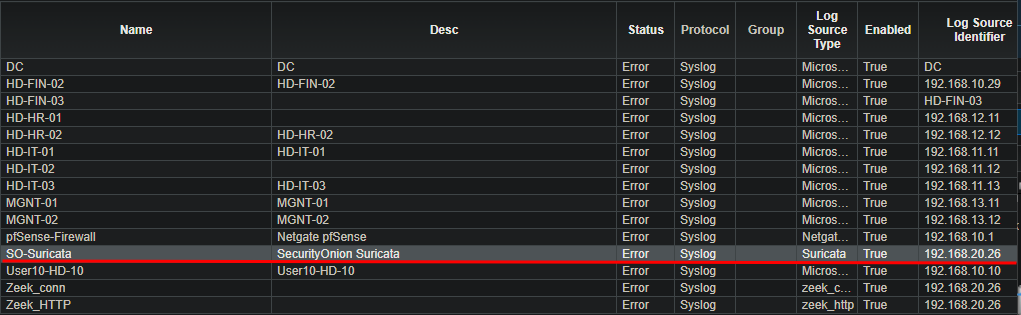 Name Desc Status Protocol Group Log Source Type Enabled Log Source Identifier
DC DC Error Syslog Micros... True DC
HD-FIN-02 HD-FIN-02 Error Syslog Micros... True 192.168.10.29
HD-FIN-03 Error Syslog Micros... True HD-FIN-03
HD-HR-01 Error Syslog Micros... True 192.168.12.11
HD-HR-02 HD-HR-02 Error Syslog Micros... True 192.168.12.12
HD-IT-01 HD-IT-01 Error Syslog Micros... True 192.168.11.11
HD-IT-02 Error Syslog Micros... True 192.168.11.12
HD-IT-03 HD-IT-03 Error Syslog Micros... True 192.168.11.13
MGNT-01 MGNT-01 Error Syslog Micros... True 192.168.13.11
MGNT-02 MGNT-02 Error Syslog Micros... True 192.168.13.12
pfSense-Firewall Netgate pfSense Error Syslog Netgat... True 192.168.10.1
SO-Suricata SecurityOnion Suricata Error Syslog Suricata True 192.168.20.26
User10-HD-10 User10-HD-10 Error Syslog Micros... True 192.168.10.10
Zeek_conn Error Syslog zeek_c... True 192.168.20.26
Zeek_HTTP Error Syslog zeek_http True 192.168.20.26